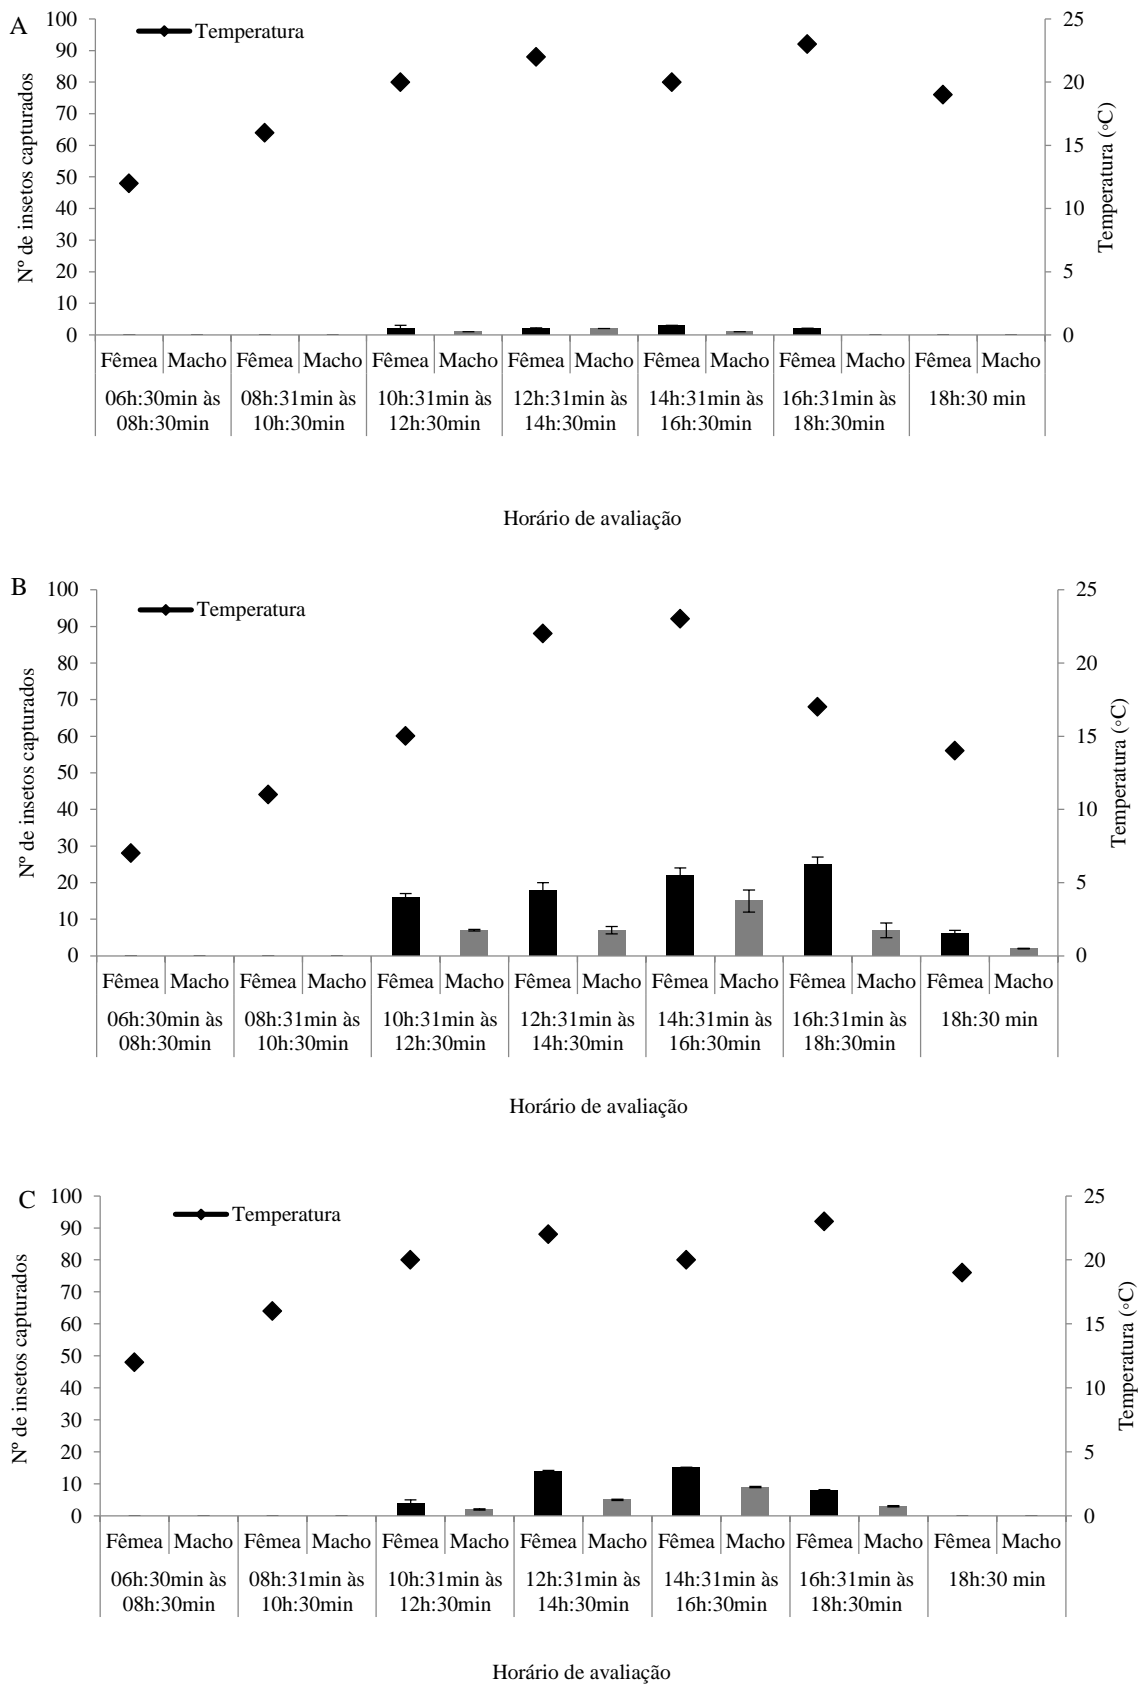 A
Temperatura
Nº de insetos capturados
100
90
80
70
60
50
40
30
20
10
0
25
20
15
10
5
0
Temperatura (°C)
Fêmea Macho Fêmea Macho Fêmea Macho Fêmea Macho Fêmea Macho Fêmea Macho Fêmea Macho
06h:30min às 08h:31min às 10h:31min às 12h:31min às 14h:31min às 16h:31min às 18h:30 min
08h:30min 10h:30min 12h:30min 14h:30min 16h:30min 18h:30min
Horário de avaliação
B
Temperatura
Nº de insetos capturados
100
90
80
70
60
50
40
30
20
10
0
25
20
15
10
5
0
Temperatura (°C)
Fêmea Macho Fêmea Macho Fêmea Macho Fêmea Macho Fêmea Macho Fêmea Macho Fêmea Macho
06h:30min às 08h:31min às 10h:31min às 12h:31min às 14h:31min às 16h:31min às 18h:30 min
08h:30min 10h:30min 12h:30min 14h:30min 16h:30min 18h:30min
Horário de avaliação
C
Temperatura
Nº de insetos capturados
100
90
80
70
60
50
40
30
20
10
0
25
20
15
10
5
0
Temperatura (°C)
Fêmea Macho Fêmea Macho Fêmea Macho Fêmea Macho Fêmea Macho Fêmea Macho Fêmea Macho
06h:30min às 08h:31min às 10h:31min às 12h:31min às 14h:31min às 16h:31min às 18h:30 min
08h:30min 10h:30min 12h:30min 14h:30min 16h:30min 18h:30min
Horário de avaliação